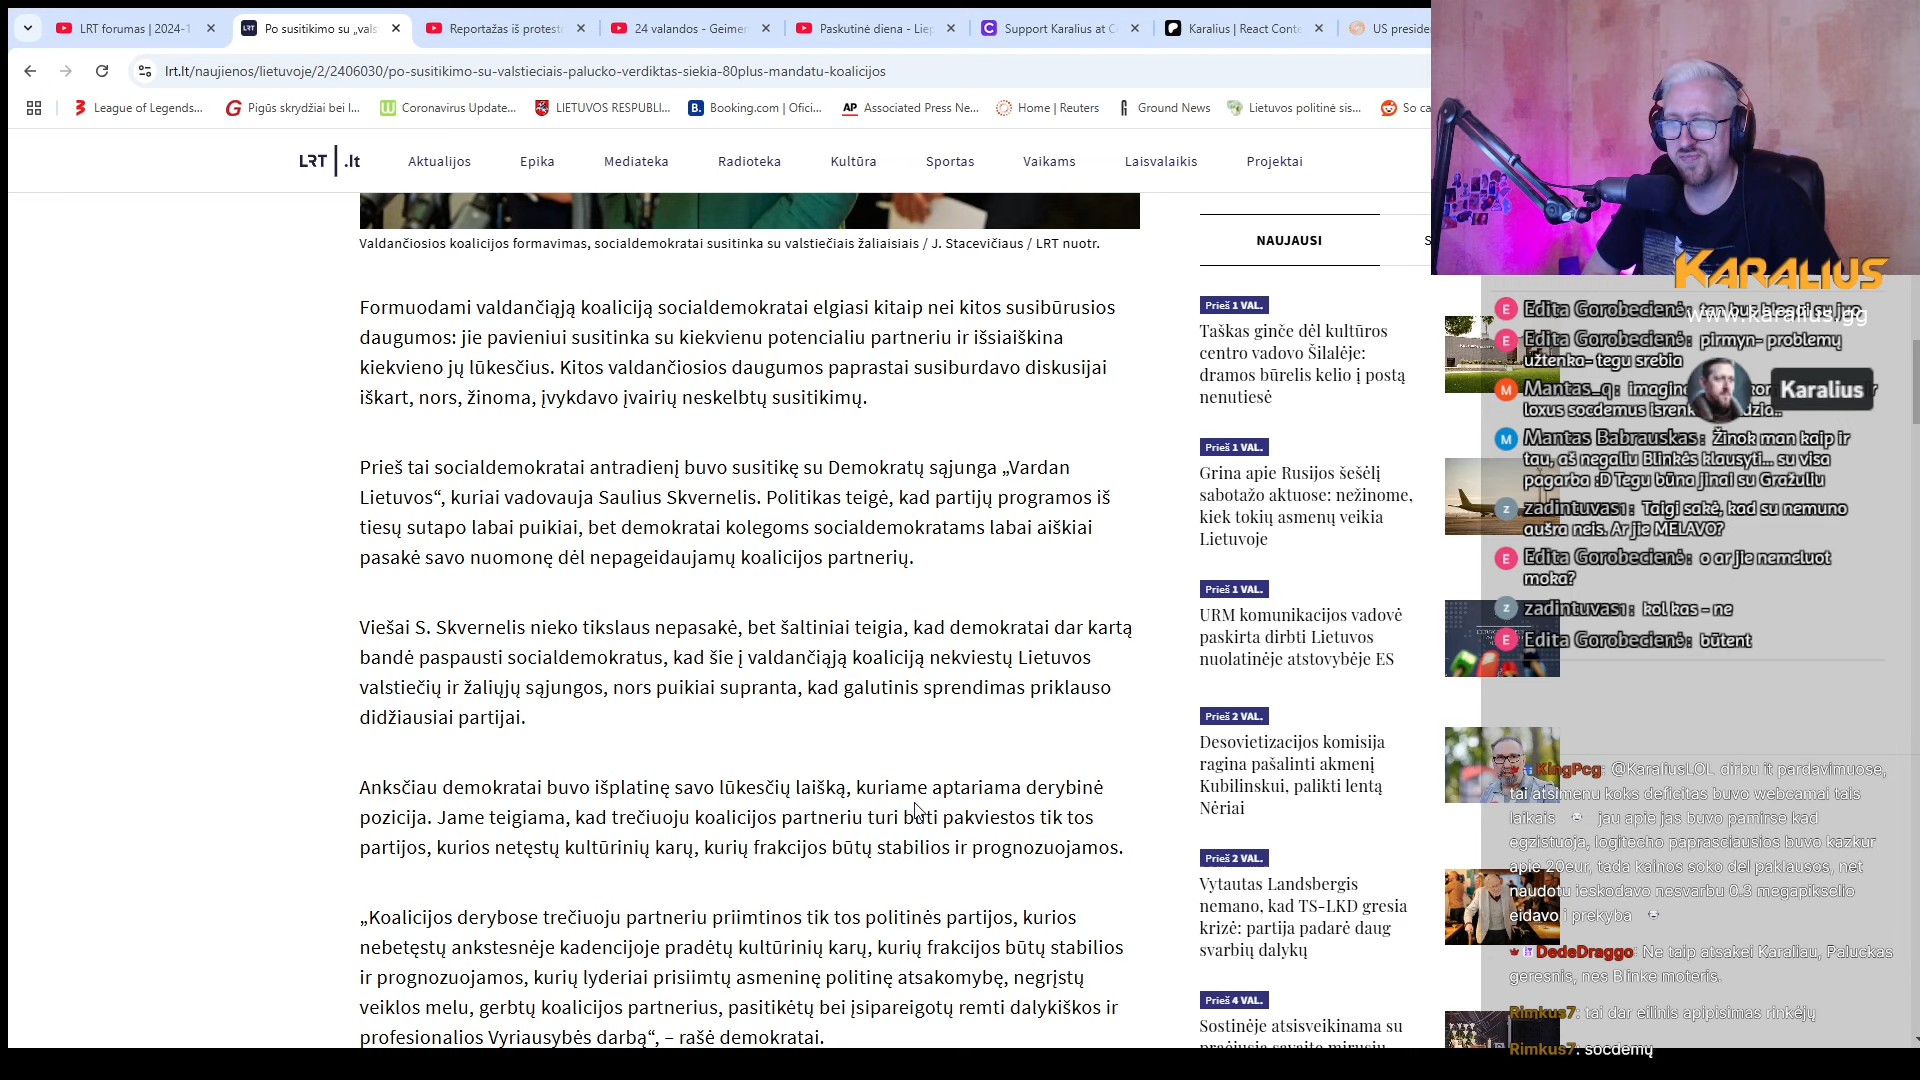 LRT forumas | 2024-1
Po susitikimo su „vals
Reportažas iš protest
24 valandos - Geimer
Paskutinė diena - Liep
Support Karalius at C
Karalius | React Conte
US preside
lrt.lt/naujienos/lietuvoje/2/2406030/po-susitikimo-su-valstieciais-palucko-verdiktas-siekia-80plus-mandatu-koalicijos
League of Legends...
Pigūs skrydžiai bei l...
Coronavirus Update...
LIETUVOS RESPUBLI...
Booking.com | Ofici...
AP Associated Press Ne...
Home | Reuters
Ground News
Lietuvos politinė sis...
So ca
LRT .lt
Aktualijos
Epika
Mediateka
Radioteka
Kultūra
Sportas
Vaikams
Laisvalaikis
Projektai
Valdančiosios koalicijos formavimas, socialdemokratai susitinka su valstiečiais žaliaisiais / J. Stacevičiaus / LRT nuotr.
Formuodami valdančiąją koaliciją socialdemokratai elgiasi kitaip nei kitos susibūrusios
daugumos: jie pavieniui susitinka su kiekvienu potencialiu partneriu ir išsiaiškina
kiekvieno jų lūkesčius. Kitos valdančiosios daugumos paprastai susiburdavo diskusijai
iškart, nors, žinoma, įvykdavo įvairių neskelbtų susitikimų.
Prieš tai socialdemokratai antradienį buvo susitikę su Demokratų sąjunga „Vardan
Lietuvos“, kuriai vadovauja Saulius Skvernelis. Politikas teigė, kad partijų programos iš
tiesų sutapo labai puikiai, bet demokratai kolegoms socialdemokratams labai aiškiai
pasakė savo nuomonę dėl nepageidaujamų koalicijos partnerių.
Viešai S. Skvernelis nieko tikslaus nepasakė, bet šaltiniai teigia, kad demokratai dar kartą
bandė paspausti socialdemokratus, kad šie į valdančiąją koaliciją nekviestų Lietuvos
valstiečių ir žaliųjų sąjungos, nors puikiai supranta, kad galutinis sprendimas priklauso
didžiausiai partijai.
Anksčiau demokratai buvo išplatinę savo lūkesčių laišką, kuriame aptariama derybinė
pozicija. Jame teigiama, kad trečiuoju koalicijos partneriu turi būti pakviestos tik tos
partijos, kurios netęstų kultūrinių karų, kurių frakcijos būtų stabilios ir prognozuojamos.
„Koalicijos derybose trečiuoju partneriu priimtinos tik tos politinės partijos, kurios
nebetęstų ankstesnėje kadencijoje pradėtų kultūrinių karų, kurių frakcijos būtų stabilios
ir prognozuojamos, kurių lyderiai prisiimtų asmeninę politinę atsakomybę, negrįstų
veiklos melu, gerbtų koalicijos partnerius, pasitikėtų bei įsipareigotų remti dalykiškos ir
profesionalios Vyriausybės darbą“, – rašė demokratai.
NAUJAUSI
S
Prieš 1 VAL.
Taškas ginče dėl kultūros
centro vadovo Šilalėje:
dramos būrelis kelio į postą
nenutiesė
Prieš 1 VAL.
Grina apie Rusijos šešėlį
sabotažo aktuose: nežinome,
kiek tokių asmenų veikia
Lietuvoje
Prieš 1 VAL.
URM komunikacijos vadovė
paskirta dirbti Lietuvos
nuolatinėje atstovybėje ES
Prieš 2 VAL.
Desovietizacijos komisija
ragina pašalinti akmenį
Kubilinskui, palikti lentą
Nėriai
Prieš 2 VAL.
Vytautas Landsbergis
nemano, kad TS-LKD gresia
krizė: partija padarė daug
svarbių dalykų
Prieš 4 VAL.
Sostinėje atsisveikinama su
praėjusią savaitę mirusiu
KARALIUS
www.karalius.gg
Karalius
Edita Gorobecienė: ten bus blogai su juo
Edita Gorobecienė: pirmyn- problemų
užtenka- tegu srebia
Mantas_q: imagine
loxus socdemus
Mantas Babrauskas: Žinok man kaip ir
tau, aš negaliu Blinkės klausyti... su visa
pagarba :D Tegu būna jinai su Gražuliu
zadintuvas1: Taigi sakė, kad su nemuno
aušra neis. Ar jie MELAVO?
Edita Gorobecienė: o ar jie nemeluot
moka?
zadintuvas1: kol kas - ne
Edita Gorobecienė: būtent
KingPcg: @KaraliusLOL dirbu it pardavimuose,
tai atsimenu koks deficitas buvo webcamai tais
laikais jau apie jas buvo pamirse kad
egzistuoja, logitecho paprasciausios buvo kazkur
apie 20eur, tada kainos soko del paklausos, net
naudotu ieskodavo nesvarbu 0.3 megapikselio
eidavo i prekyba
DedeDraggo: Ne taip atsakei Karaliau, Paluckas
geresnis, nes Blinke moteris.
Rimkus7: tai dar eilinis apipisimas rinkėjų
Rimkus7: socdemų